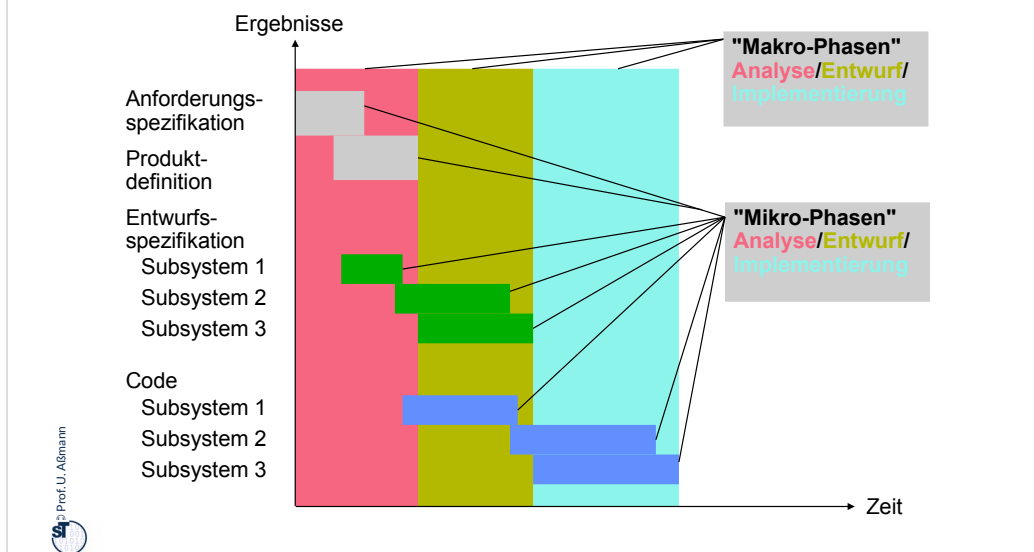 Ergebnisse
"Makro-Phasen"
Analyse/Entwurf/
Implementierung
Anforderungs-
spezifikation
Produkt-
definition
Entwurfs-
spezifikation
Subsystem 1
Subsystem 2
Subsystem 3
"Mikro-Phasen"
Analyse/Entwurf/
Implementierung
Code
Subsystem 1
Subsystem 2
Subsystem 3
Zeit
© Prof. U. Aßmann
ST